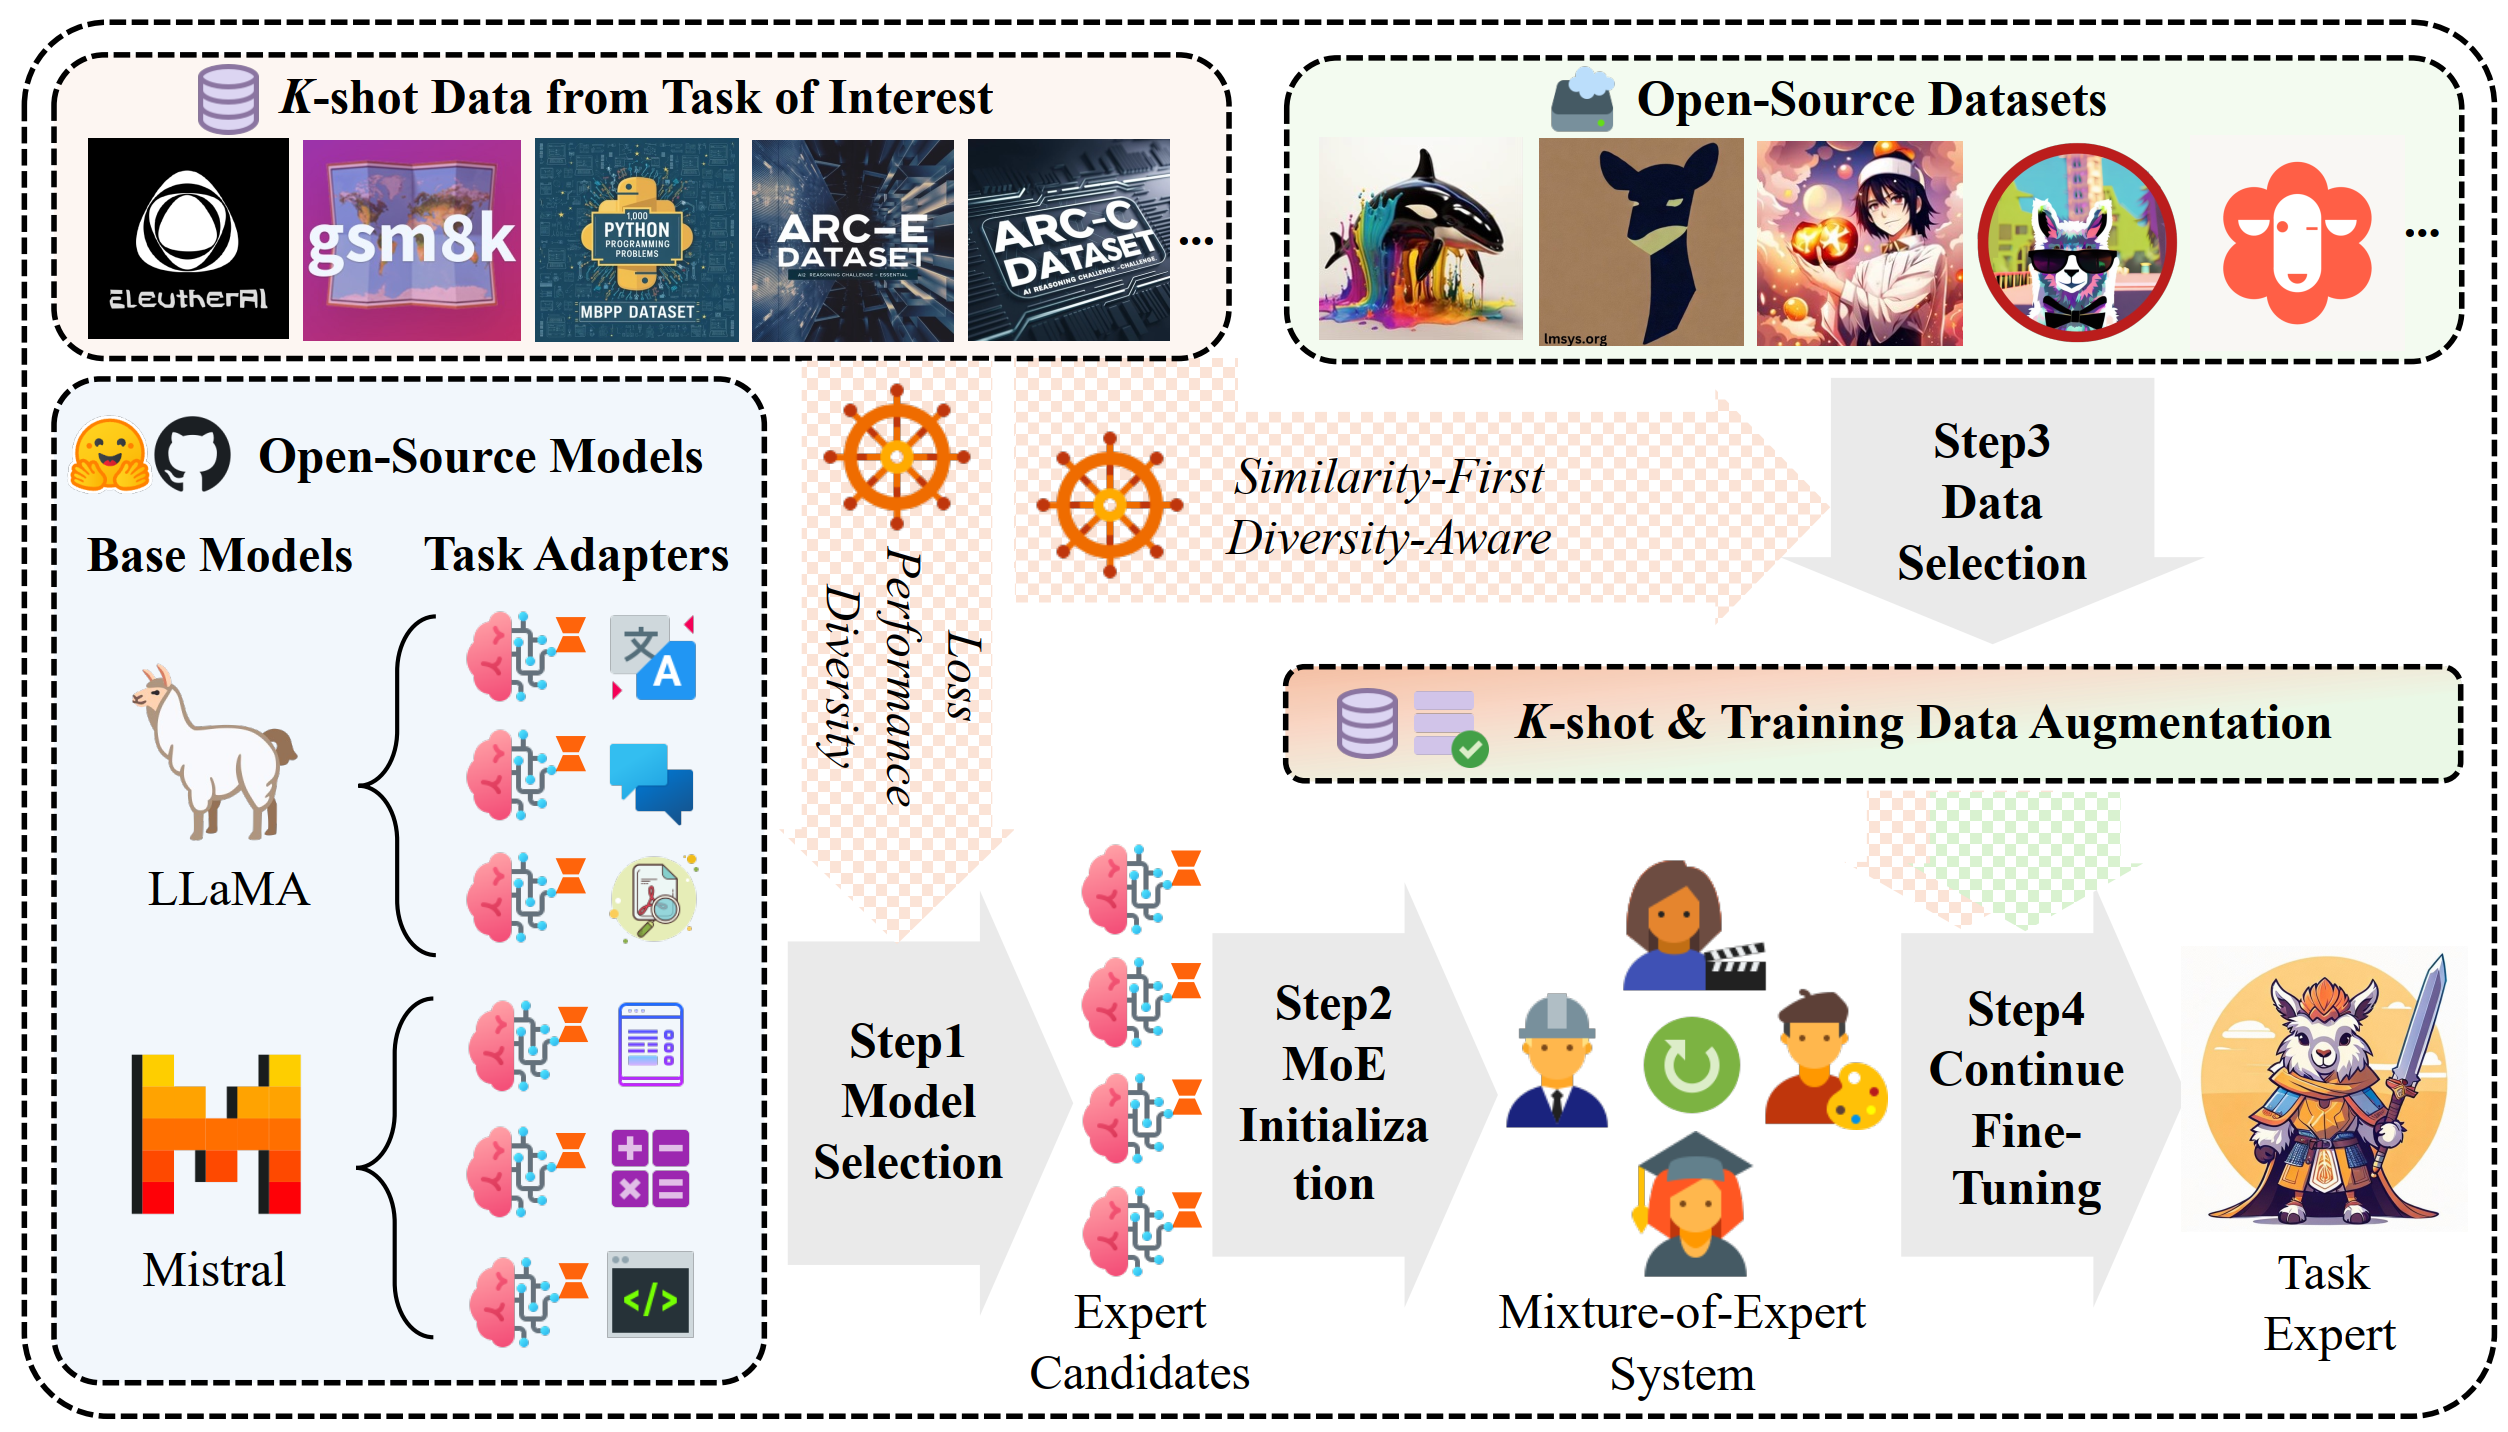 K-shot Data from Task of Interest
EleutherAI
gsm8k
1,000
PYTHON
PROGRAMMING
PROBLEMS
MBPP DATASET
ARC-E
DATASET
AI2 REASONING CHALLENGE - ESSENTIAL
ARC-C
DATASET
AI REASONING CHALLENGE - CHALLENGE
...
Open-Source Datasets
lmsys.org
...
Open-Source Models
Base Models
Task Adapters
LLaMA
Mistral
文
A
</>
Diversity
Performance
Loss
Similarity-First
Diversity-Aware
Step3
Data
Selection
K-shot & Training Data Augmentation
Step1
Model
Selection
Expert
Candidates
Step2
MoE
Initializa
tion
Mixture-of-Expert
System
Step4
Continue
Fine-
Tuning
Task
Expert